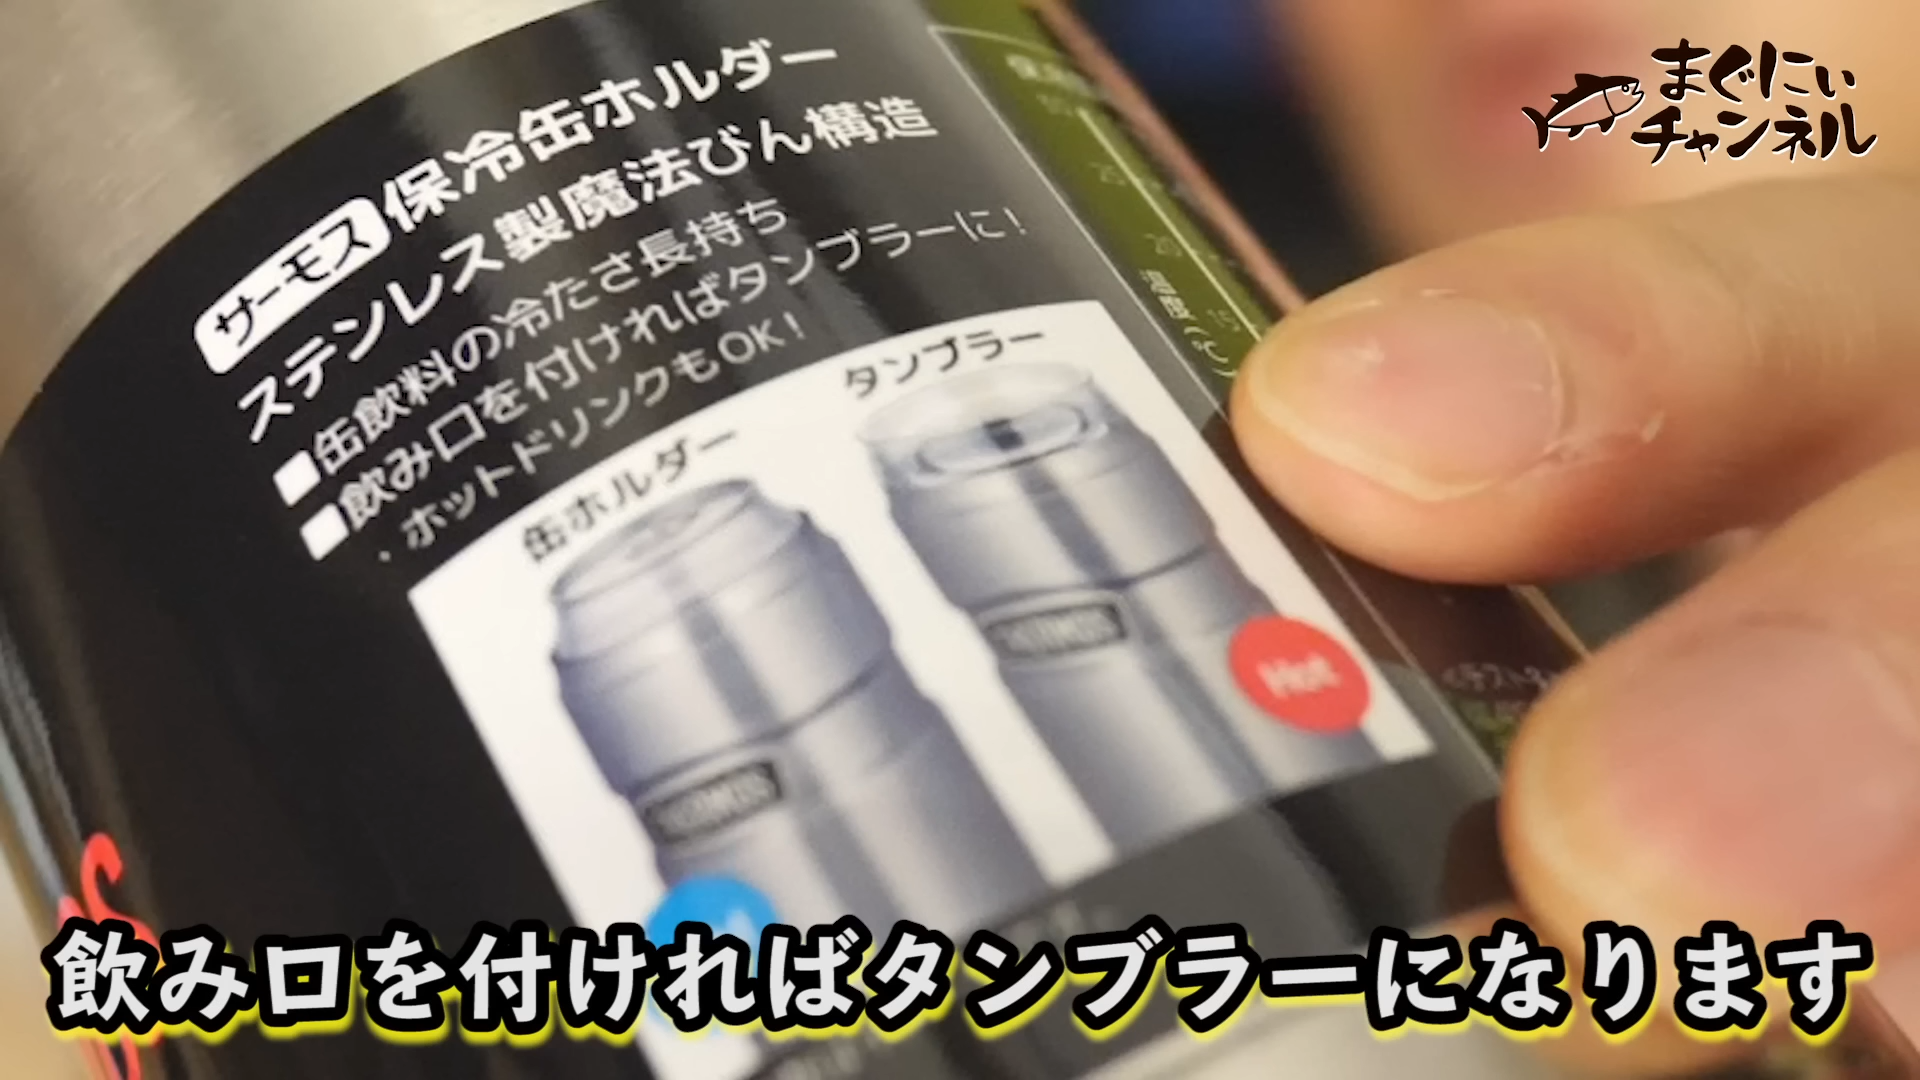 まぐにぃ
チャンネル
サーモス 保冷缶ホルダー
ステンレス製魔法びん構造
■缶飲料の冷たさ長持ち
■飲み口を付ければタンブラーに!
・ホットドリンクもOK!
缶ホルダー
タンブラー
THERMOS
THERMOS
Hot
飲み口を付ければタンブラーになります